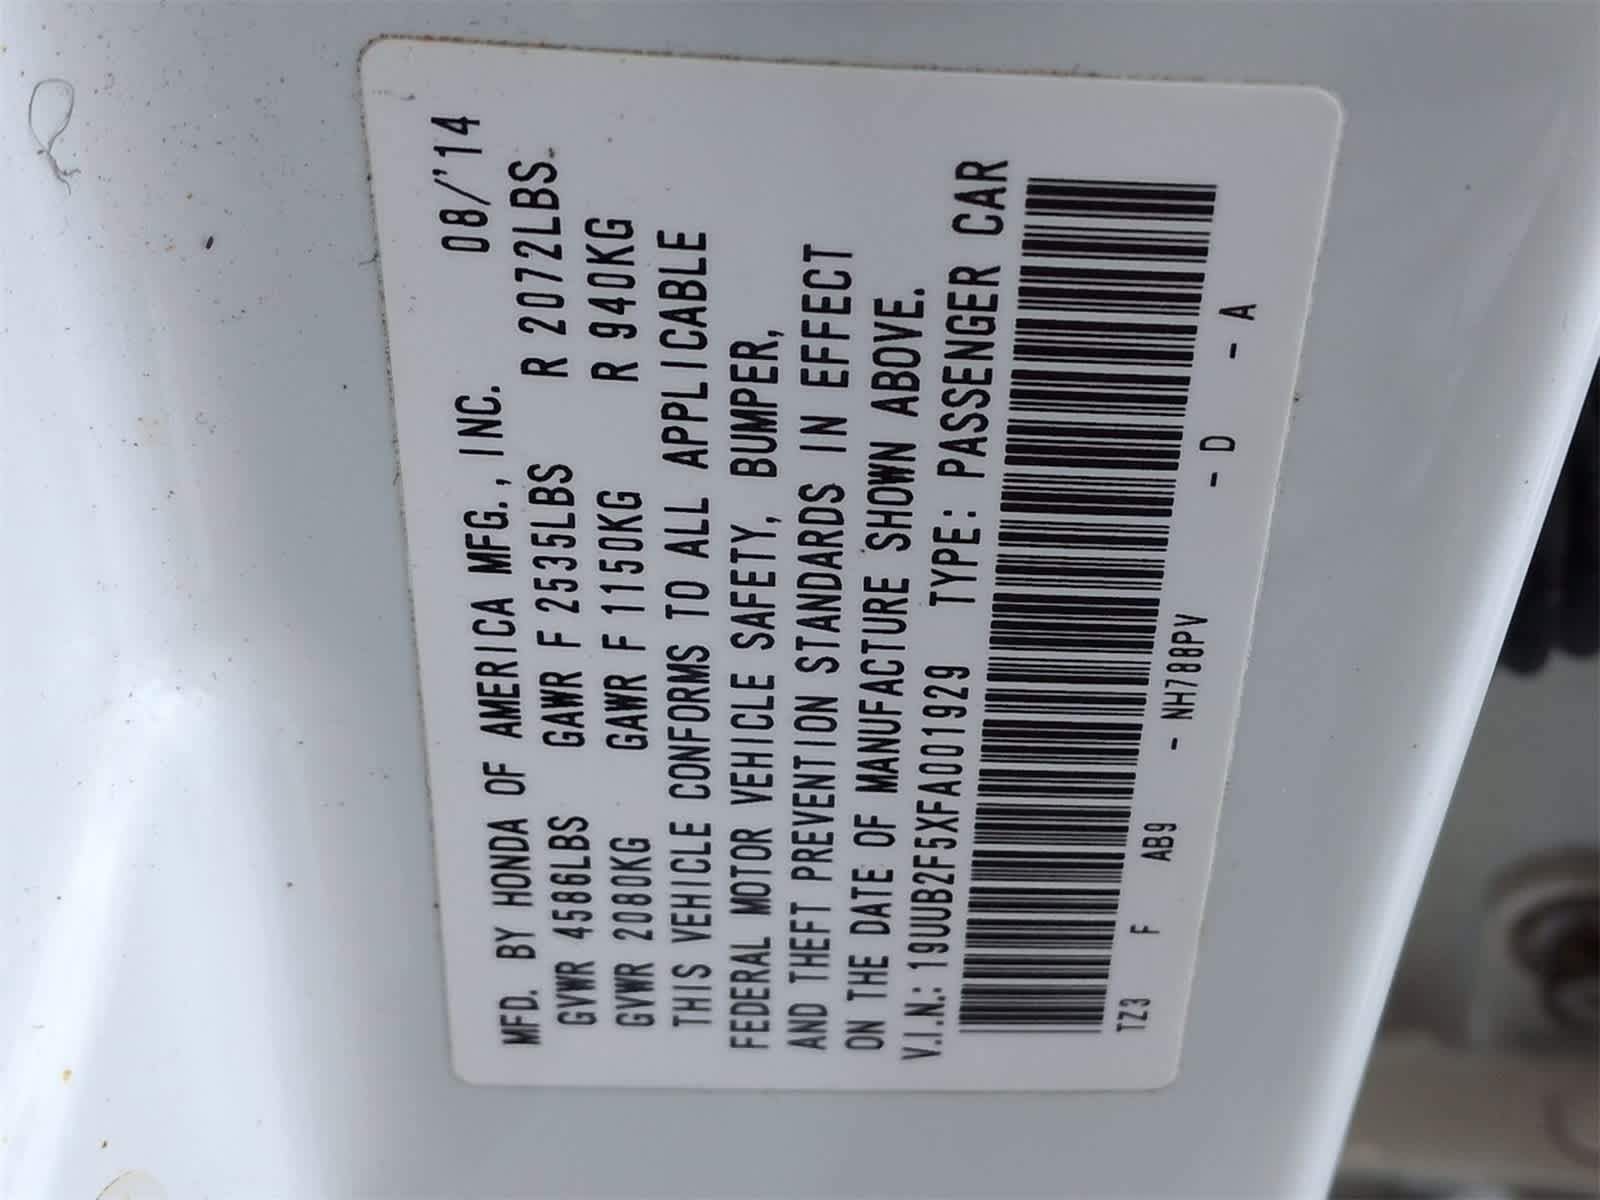 MFD. BY HONDA OF AMERICA MFG., INC. 08/'14
GVWR 4586LBS GAWR F 2535LBS R 2072LBS.
GVWR 2080KG GAWR F 1150KG R 940KG
THIS VEHICLE CONFORMS TO ALL APPLICABLE
FEDERAL MOTOR VEHICLE SAFETY, BUMPER,
AND THEFT PREVENTION STANDARDS IN EFFECT
ON THE DATE OF MANUFACTURE SHOWN ABOVE.
V.I.N.: 19UUB2F5XFA001929 TYPE: PASSENGER CAR
TZ3 F AB9 - NH788PV - D - A